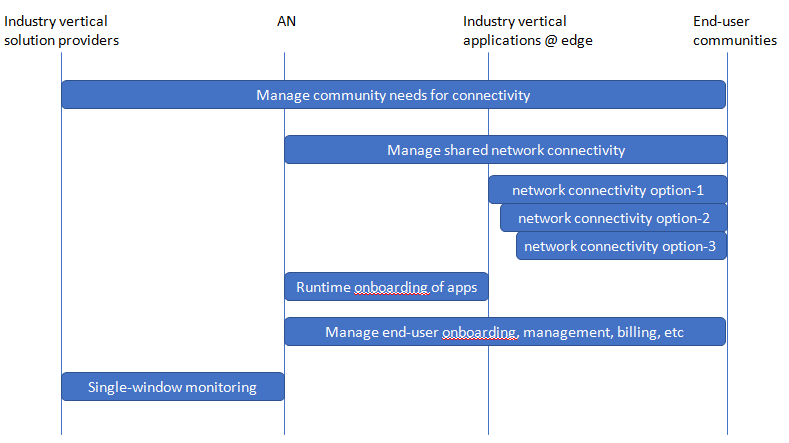 Industry vertical
solution providers
AN
Industry vertical
applications @ edge
End-user
communities
Manage community needs for connectivity
Manage shared network connectivity
network connectivity option-1
network connectivity option-2
network connectivity option-3
Runtime onboarding of apps
Manage end-user onboarding, management, billing, etc
Single-window monitoring